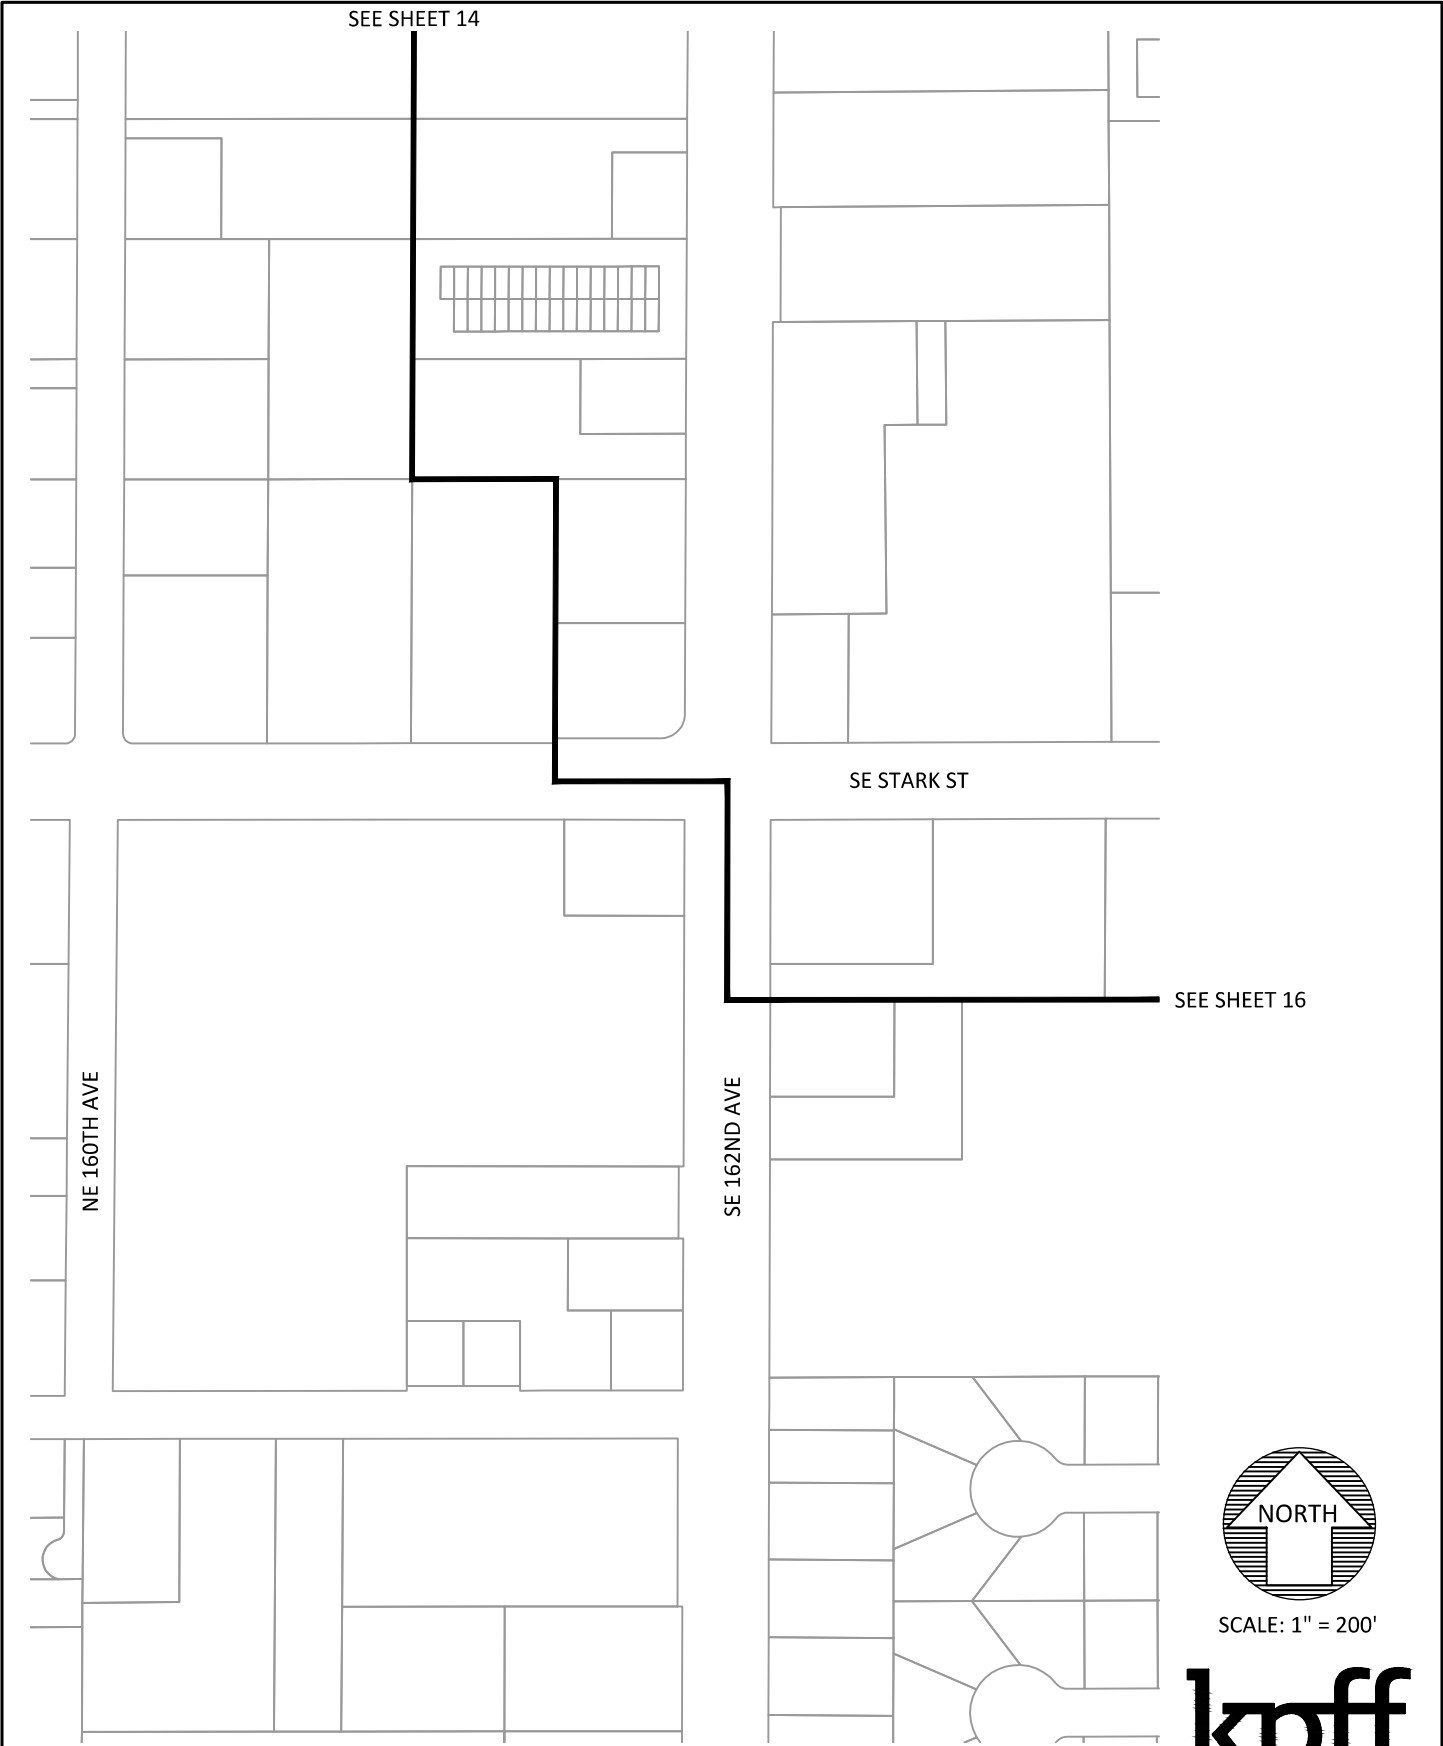 SEE SHEET 14
SE STARK ST
SEE SHEET 16
NE 160TH AVE
SE 162ND AVE
NORTH
SCALE: 1" = 200'
kpff